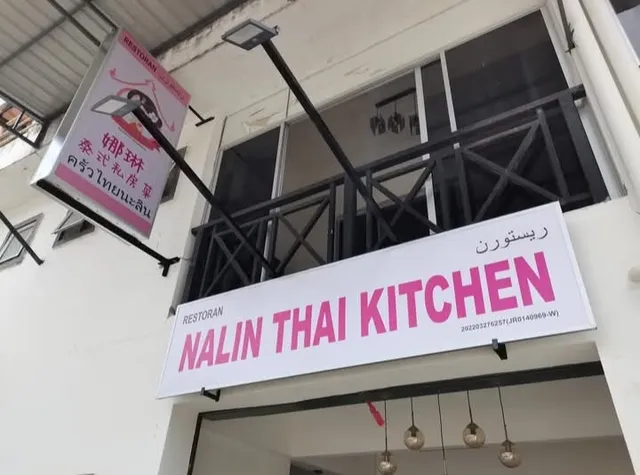 RESTORAN
娜琳
泰式私房菜
ครัวไทยนะลิน
ريستورن
RESTORAN
NALIN THAI KITCHEN
202203276257(JR0140969-W)